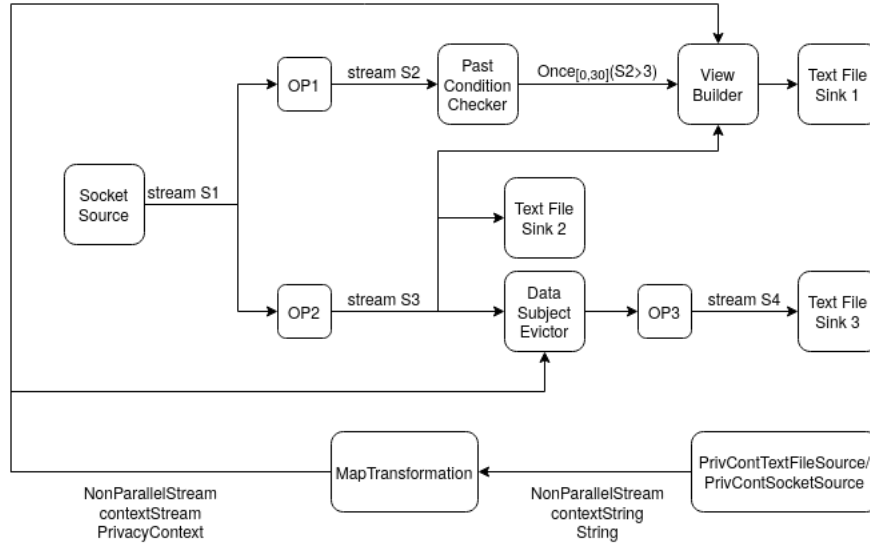 OP1
stream S2
Past
Condition
Checker
Once[0,30](S2>3)
View
Builder
Text File
Sink 1
Socket
Source
stream S1
Text File
Sink 2
OP2
stream S3
Data
Subject
Evictor
OP3
stream S4
Text File
Sink 3
MapTransformation
PrivContTextFileSource/
PrivContSocketSource
NonParallelStream
contextStream
PrivacyContext
NonParallelStream
contextString
String